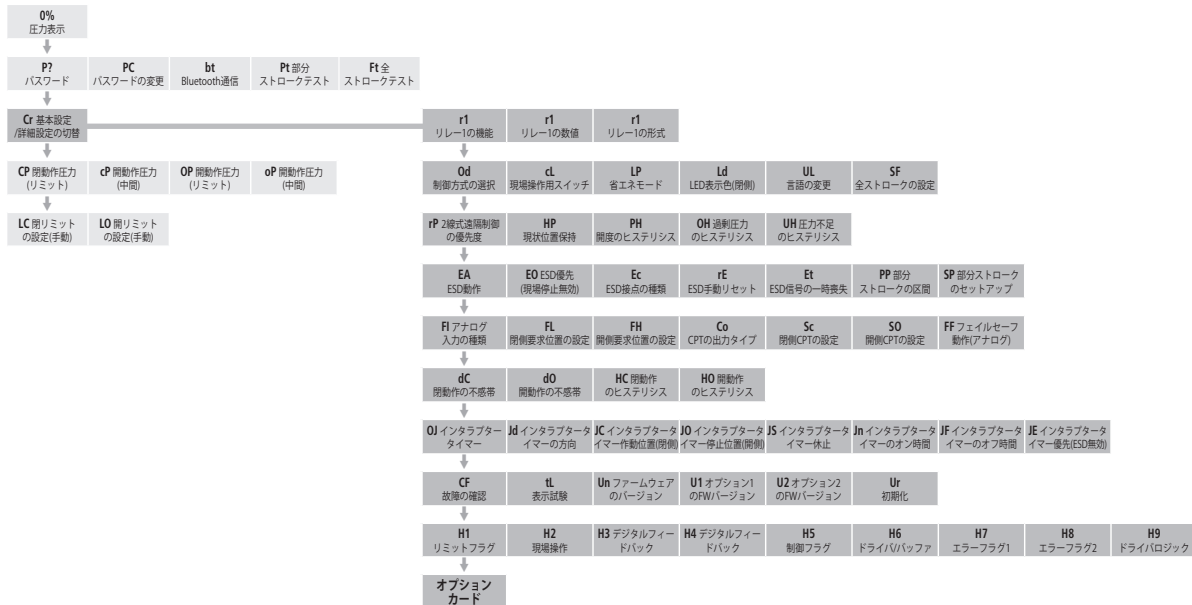 0%
圧力表示
P?
パスワード
PC
パスワードの変更
bt
Bluetooth通信
Pt 部分
ストロークテスト
Ft 全
ストロークテスト
Cr 基本設定
/詳細設定の切替
r1
リレー1の機能
r1
リレー1の数値
r1
リレー1の形式
CP 閉動作圧力
(リミット)
cP 閉動作圧力
(中間)
OP 開動作圧力
(リミット)
oP 開動作圧力
(中間)
Od
制御方式の選択
cL
現場操作用スイッチ
LP
省エネモード
Ld
LED表示色(閉側)
UL
言語の変更
SF
全ストロークの設定
LC 閉リミット
の設定(手動)
LO 開リミット
の設定(手動)
rP 2線式遠隔制御
の優先度
HP
現状位置保持
PH
開度のヒステリシス
OH 過剰圧力
のヒステリシス
UH 圧力不足
のヒステリシス
EA
ESD動作
EO ESD優先
(現場停止無効)
Ec
ESD接点の種類
rE
ESD手動リセット
Et
ESD信号の一時喪失
PP 部分
ストロークの区間
SP 部分ストローク
のセットアップ
FI アナログ
入力の種類
FL
閉側要求位置の設定
FH
開側要求位置の設定
Co
CPTの出力タイプ
Sc
閉側CPTの設定
SO
開側CPTの設定
FF フェイルセーフ
動作(アナログ)
dC
閉動作の不感帯
dO
開動作の不感帯
HC 閉動作
のヒステリシス
HO 開動作
のヒステリシス
OJ インタラプター
タイマー
Jd インタラプタータ
イマーの方向
JC インタラプタータ
イマー作動位置(閉側)
JO インタラプタータ
イマー停止位置(開側)
JS インタラプタータ
イマー休止
Jn インタラプタータ
イマーのオン時間
JF インタラプタータ
イマーのオフ時間
JE インタラプタータ
イマー優先(ESD無効)
CF
故障の確認
tL
表示試験
Un ファームウェア
のバージョン
U1 オプション1
のFWバージョン
U2 オプション2
のFWバージョン
Ur
初期化
H1
リミットフラグ
H2
現場操作
H3 デジタルフィー
ドバック
H4 デジタルフィー
ドバック
H5
制御フラグ
H6
ドライバ/バッファ
H7
エラーフラグ1
H8
エラーフラグ2
H9
ドライバロジック
オプション
カード